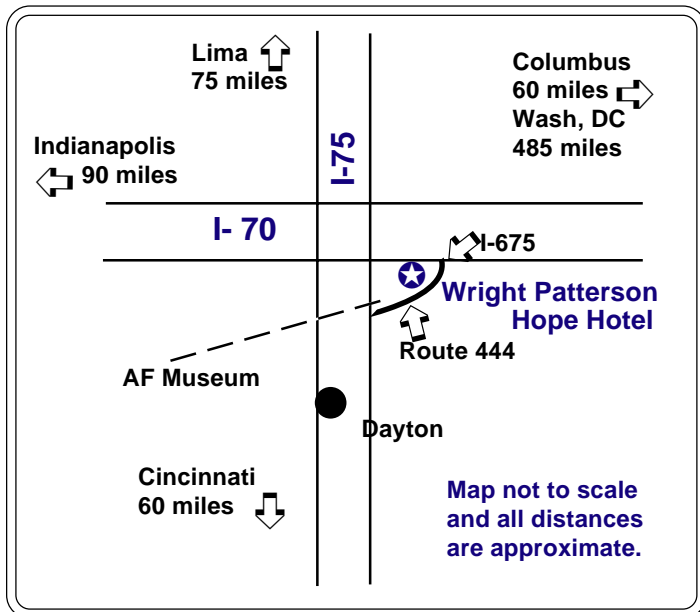 Lima
75 miles
Columbus
60 miles
Wash, DC
485 miles
Indianapolis
90 miles
I-75
I- 70
I-675
Wright Patterson
Hope Hotel
Route 444
AF Museum
Dayton
Cincinnati
60 miles
Map not to scale
and all distances
are approximate.